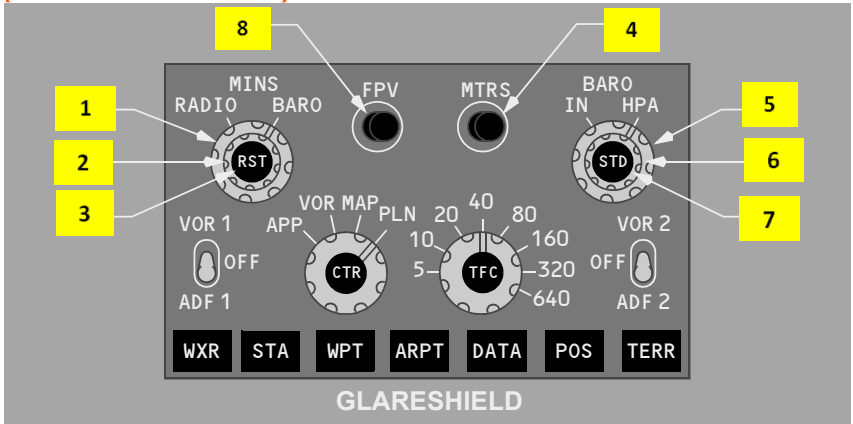 8
4
MINS
FPV
MTRS
BARO
RADIO
BARO
IN
HPA
1
5
2
RST
STD
6
3
7
VOR 1
VOR
MAP
PLN
APP
20
40
80
VOR 2
10
160
OFF
CTR
5
TFC
320
OFF
ADF 1
640
ADF 2
WXR
STA
WPT
ARPT
DATA
POS
TERR
GLARESHIELD